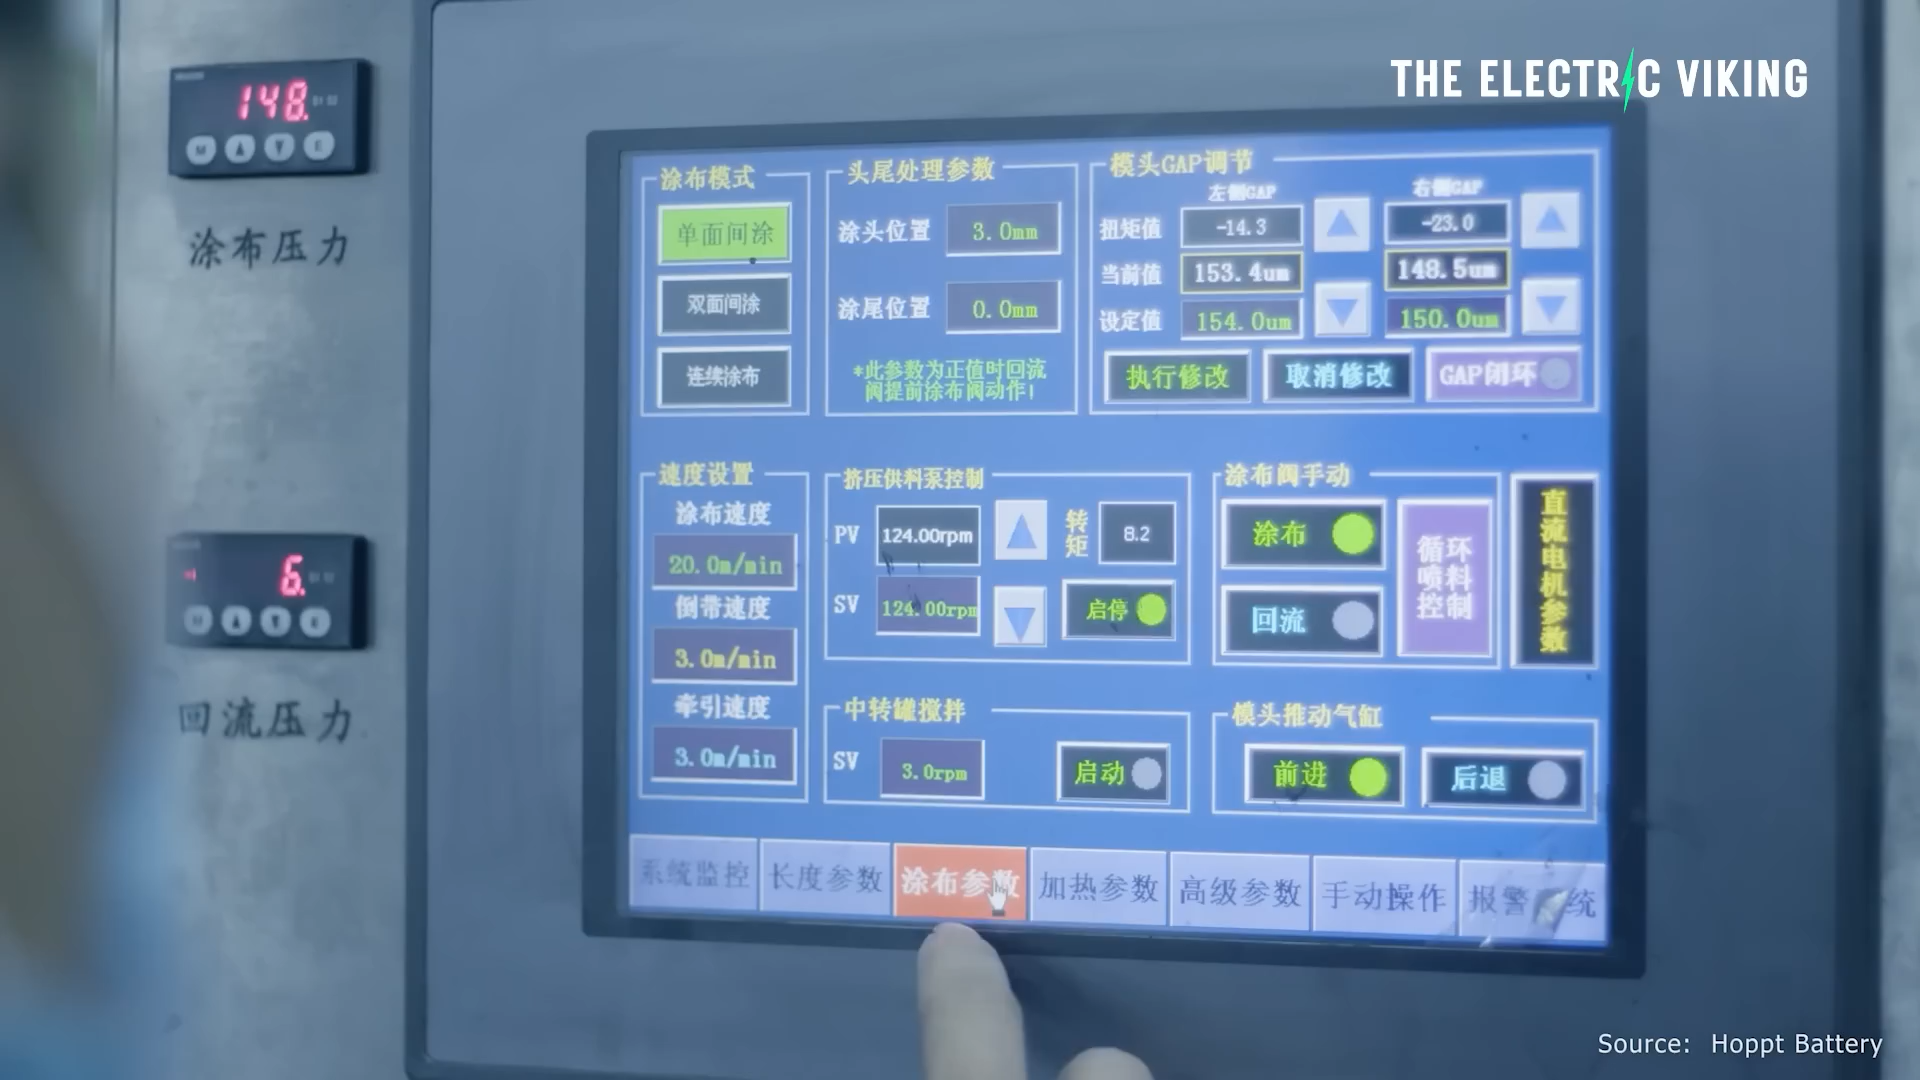 THE ELECTRIC VIKING
148.
涂布压力
6.
回流压力
涂布模式
单面间涂
双面间涂
连续涂布
头尾处理参数
涂头位置 3.0mm
涂尾位置 0.0mm
*此参数为正值时回流
阀提前涂布阀动作!
模头GAP调节
左侧GAP 右侧GAP
扭矩值 -14.3 -23.0
当前值 153.4um 148.5um
设定值 154.0um 150.0um
执行修改 取消修改 GAP闭环
速度设置
涂布速度
20.0m/min
倒带速度
3.0m/min
牵引速度
3.0m/min
挤压供料泵控制
PV 124.00rpm 转矩 8.2
SV 124.00rpm 启停
中转罐搅拌
SV 3.0rpm 启动
涂布阀手动
涂布
回流
循环喷料控制
直流电机参数
模头推动气缸
前进 后退
系统监控 长度参数 涂布参数 加热参数 高级参数 手动操作 报警 统
Source: Hoppt Battery